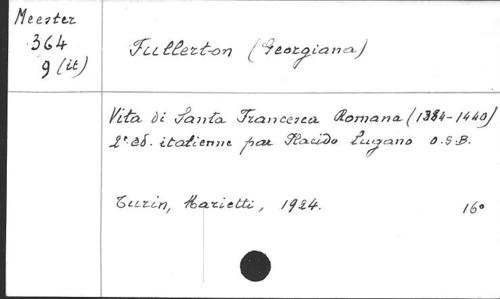 Meester
364
9 (it)
Fullerton (Georgiana)
Vita di Santa Francesca Romana (1384-1440)
2e éd. italienne par Placido Lugano O.S.B.
Turin, Marietti, 1924. 16°